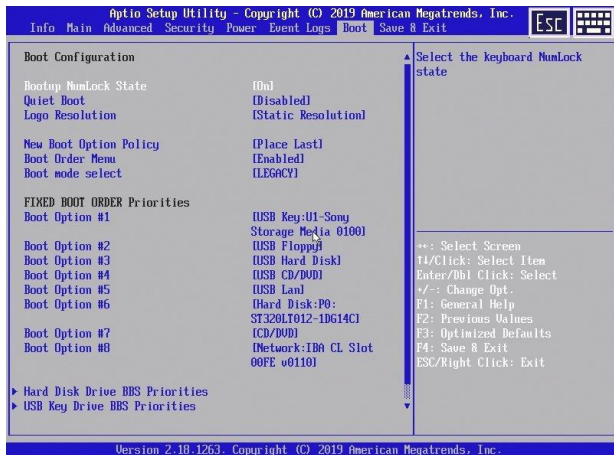 Aptio Setup Utility - Copyright (C) 2019 American Megatrends, Inc.
Info Main Advanced Security Power Event Logs Boot Save & Exit
Esc
Boot Configuration
Bootup NumLock State [On]
Quiet Boot [Disabled]
Logo Resolution [Static Resolution]
New Boot Option Policy [Place Last]
Boot Order Menu [Enabled]
Boot mode select [LEGACY]
FIXED BOOT ORDER Priorities
Boot Option #1 [USB Key:U1-Sony
Storage Media 0100]
Boot Option #2 [USB Floppy]
Boot Option #3 [USB Hard Disk]
Boot Option #4 [USB CD/DVD]
Boot Option #5 [USB Lan]
Boot Option #6 [Hard Disk:P0:
ST320LT012-1DG14C]
Boot Option #7 [CD/DVD]
Boot Option #8 [Network:IBA CL Slot
00FE v0110]
Hard Disk Drive BBS Priorities
USB Key Drive BBS Priorities
Select the keyboard NumLock
state
→←: Select Screen
↑↓/Click: Select Item
Enter/Dbl Click: Select
+/-: Change Opt.
F1: General Help
F2: Previous Values
F3: Optimized Defaults
F4: Save & Exit
ESC/Right Click: Exit
Version 2.18.1263. Copyright (C) 2019 American Megatrends, Inc.